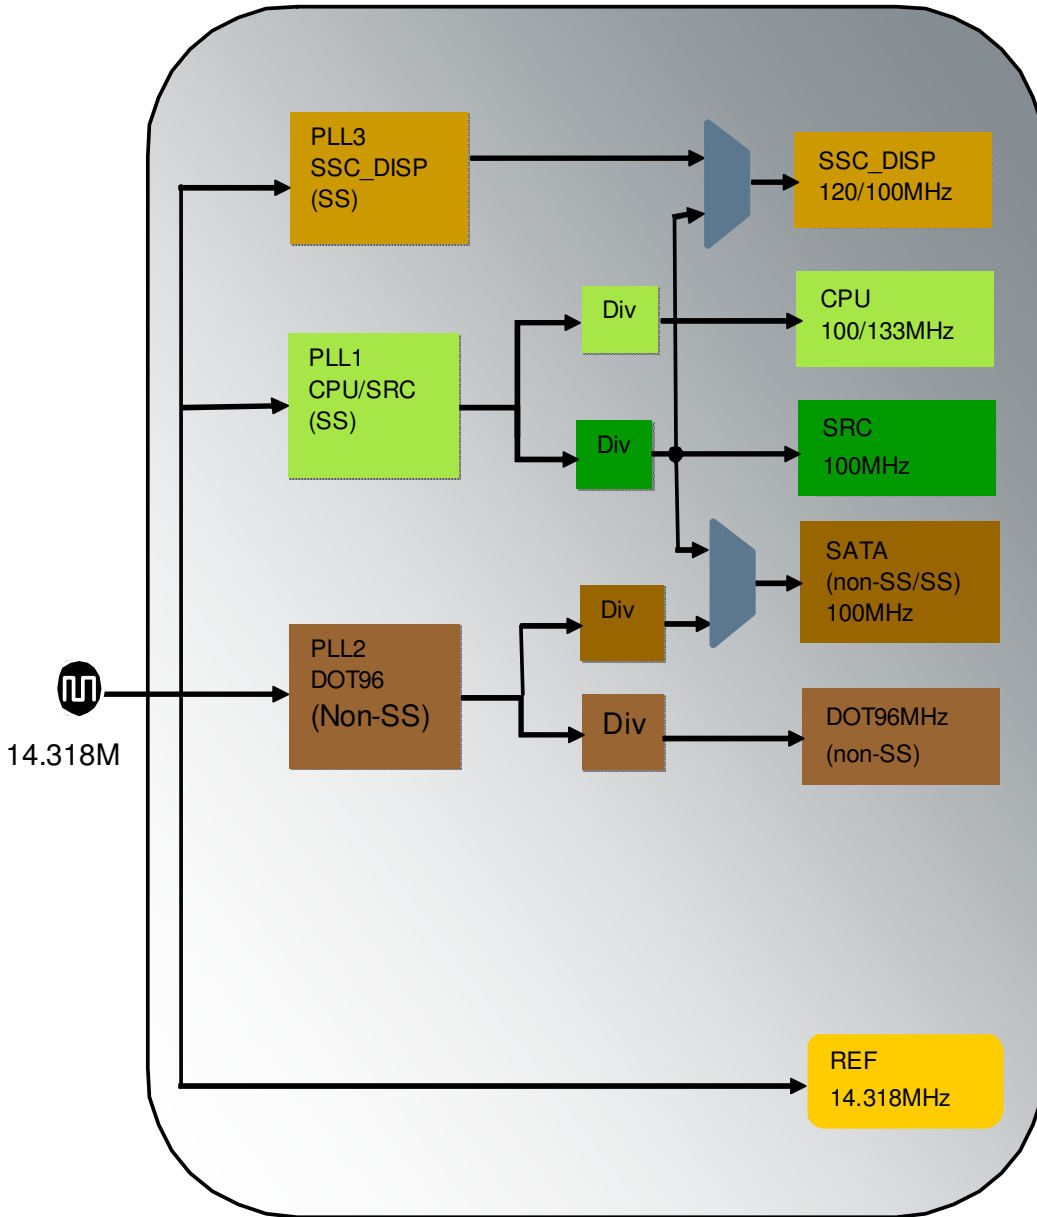 PLL3
SSC_DISP
(SS)
SSC_DISP
120/100MHz
Div
CPU
100/133MHz
PLL1
CPU/SRC
(SS)
Div
SRC
100MHz
SATA
(non-SS/SS)
100MHz
Div
PLL2
DOT96
(Non-SS)
Div
DOT96MHz
(non-SS)
14.318M
REF
14.318MHz